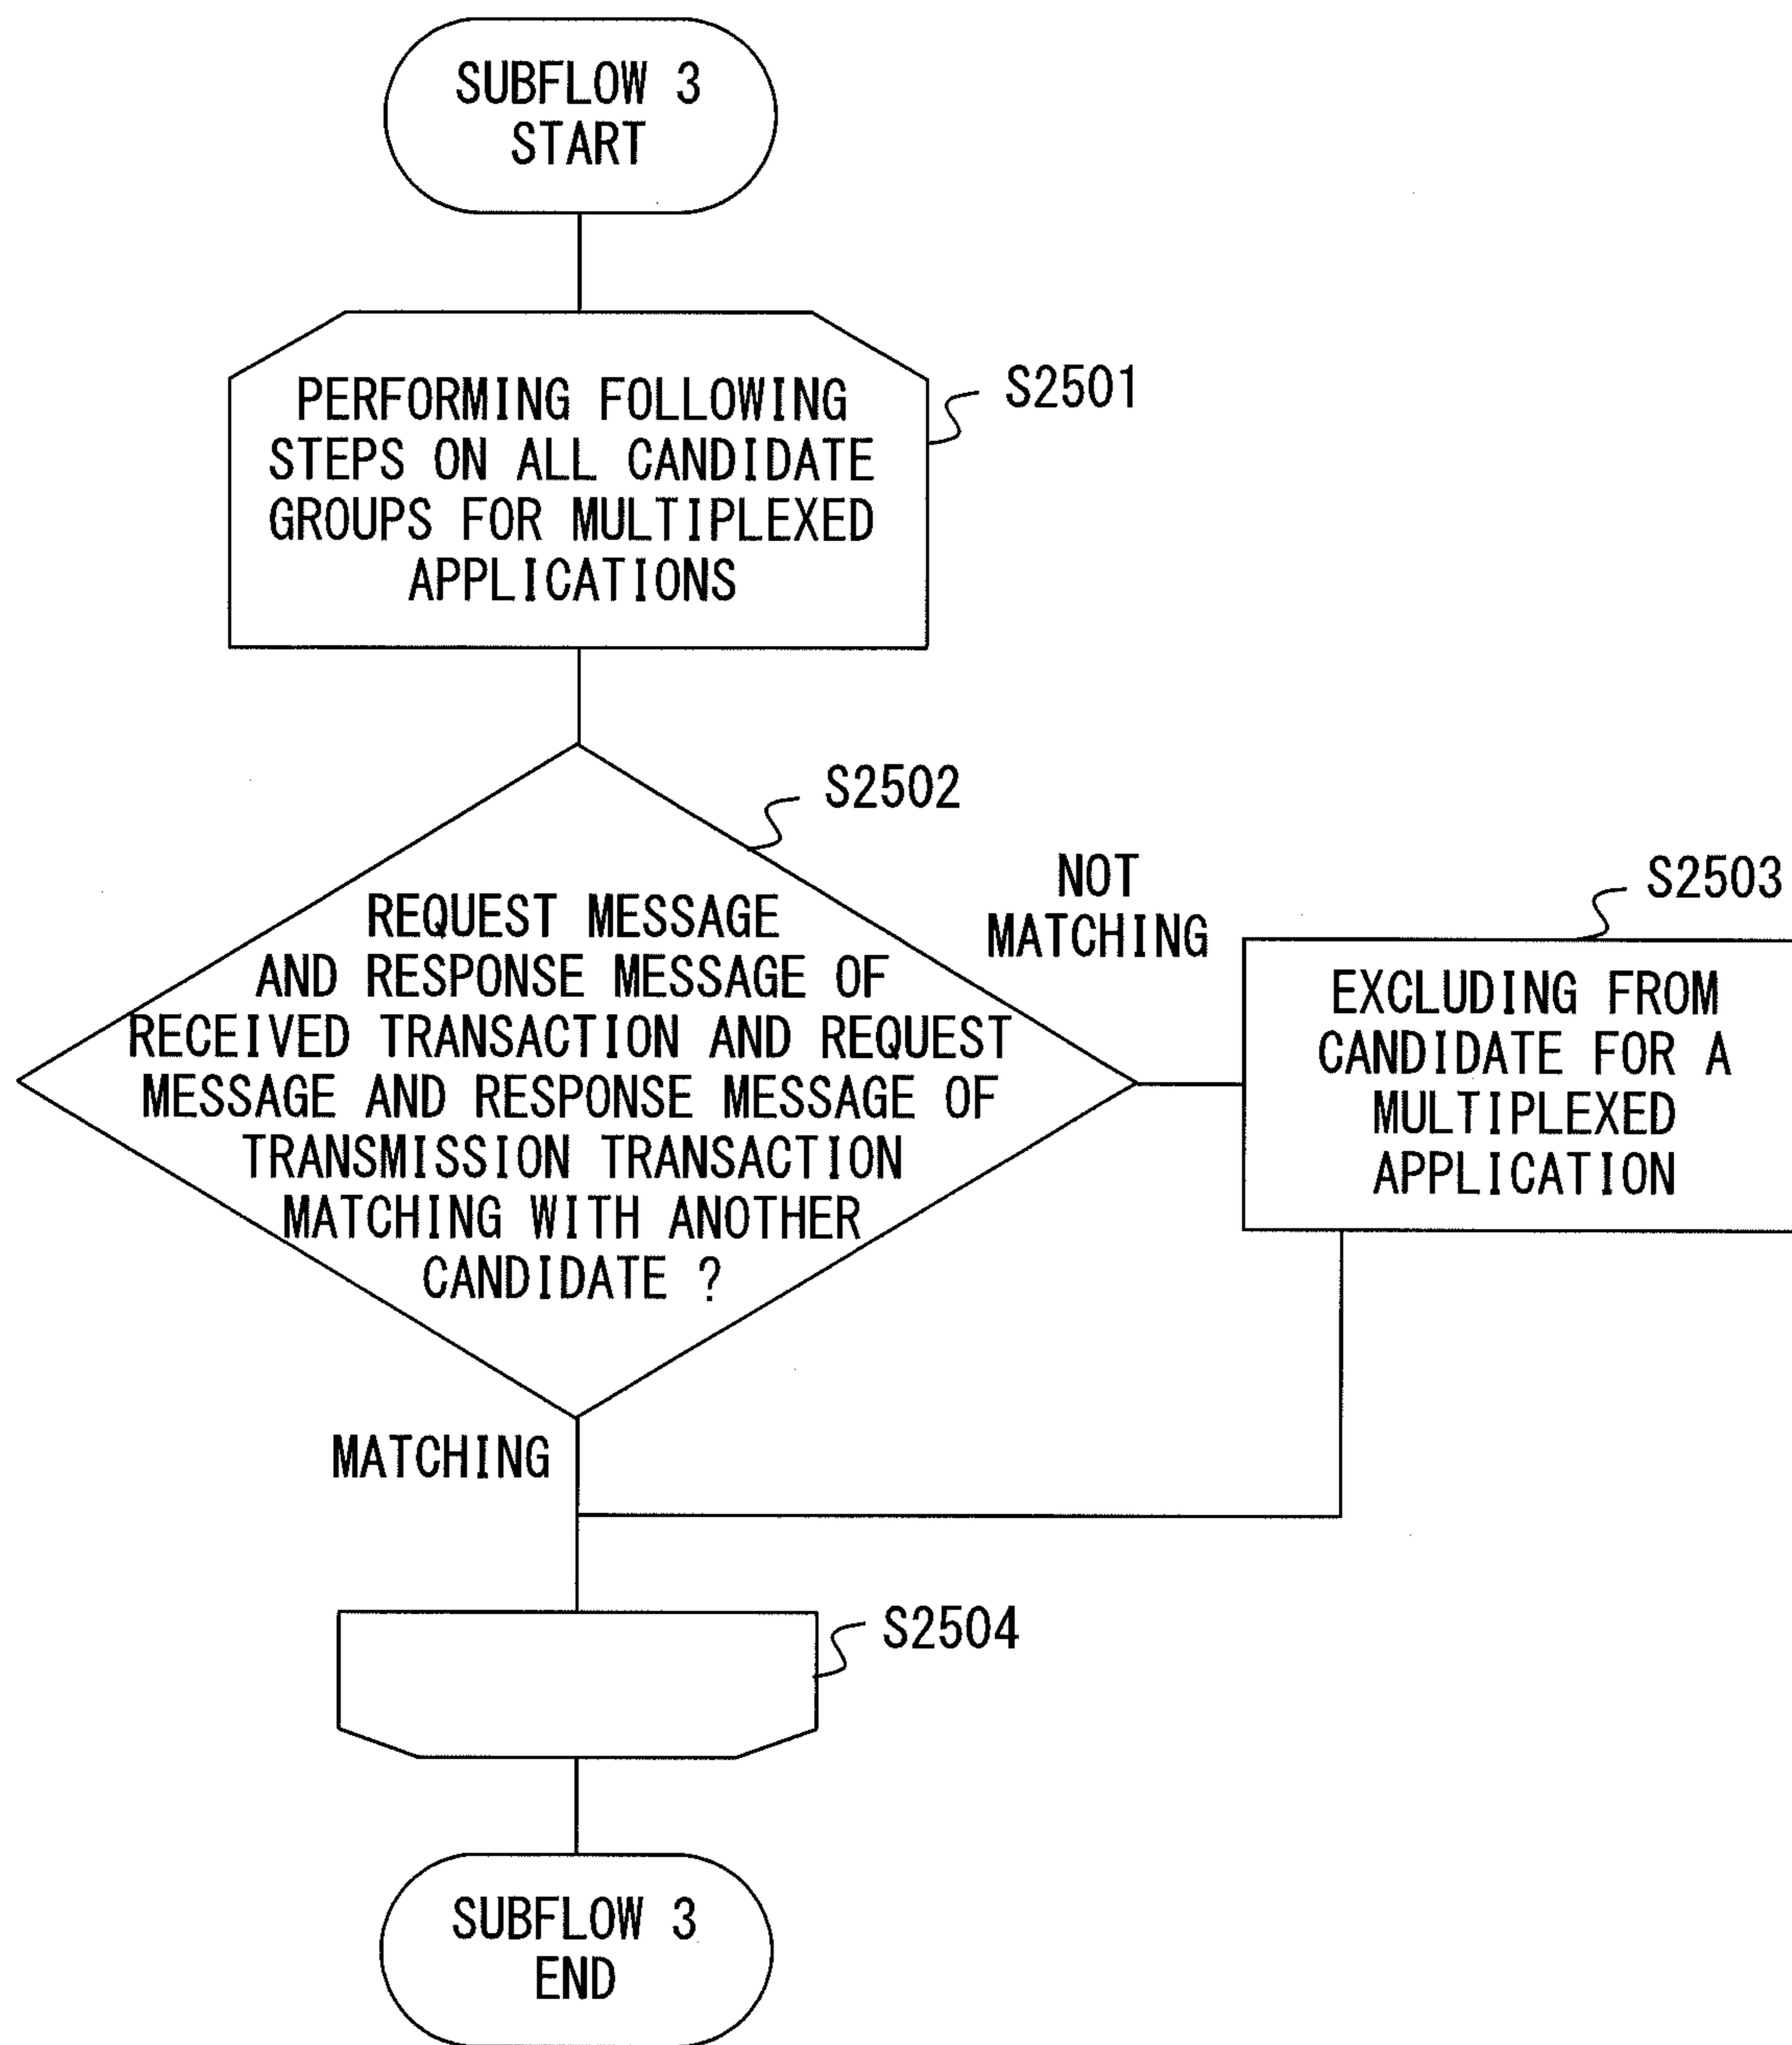 SUBFLOW 3
START
PERFORMING FOLLOWING
STEPS ON ALL CANDIDATE
GROUPS FOR MULTIPLEXED
APPLICATIONS
S2501
S2502
REQUEST MESSAGE
AND RESPONSE MESSAGE OF
RECEIVED TRANSACTION AND REQUEST
MESSAGE AND RESPONSE MESSAGE OF
TRANSMISSION TRANSACTION
MATCHING WITH ANOTHER
CANDIDATE ?
NOT
MATCHING
S2503
EXCLUDING FROM
CANDIDATE FOR A
MULTIPLEXED
APPLICATION
MATCHING
S2504
SUBFLOW 3
END